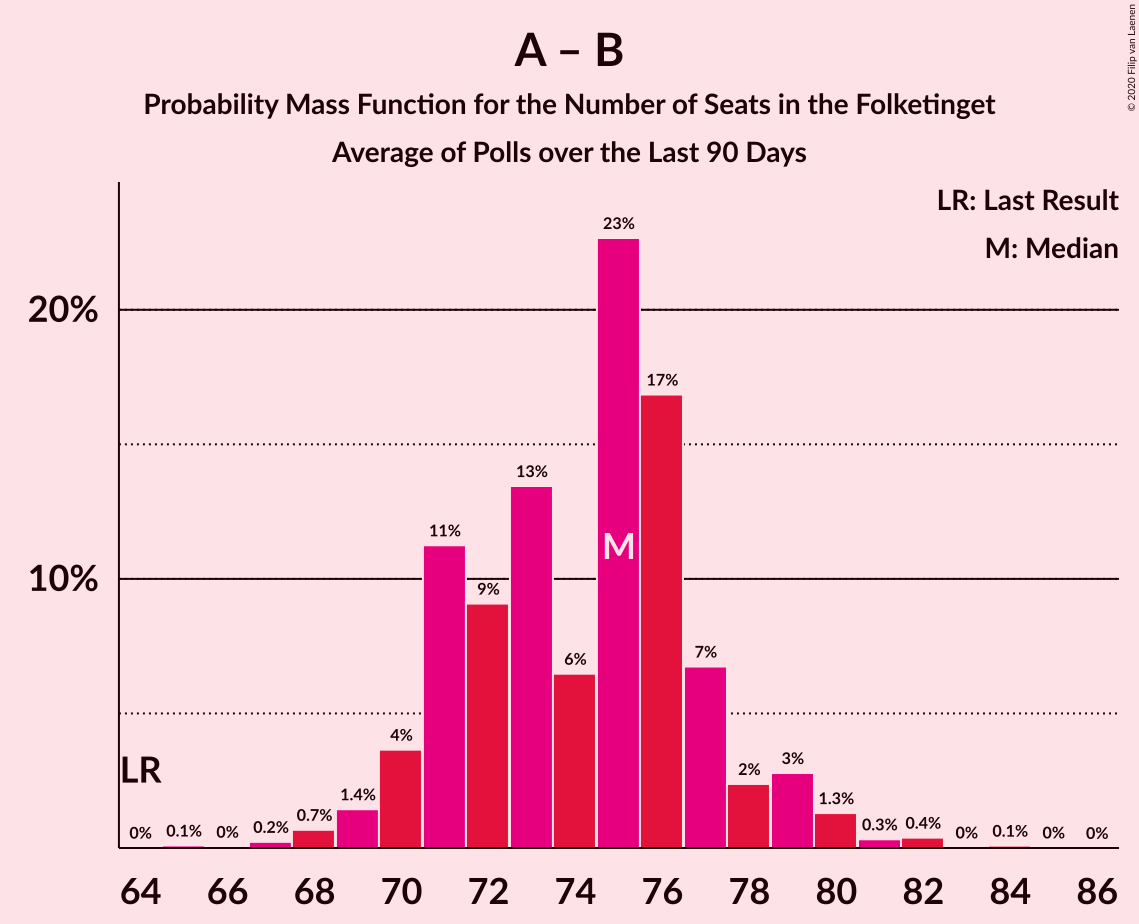 A – B
Probability Mass Function for the Number of Seats in the Folketinget
Average of Polls over the Last 90 Days
© 2020 Filip van Laenen
LR: Last Result
M: Median
20%
10%
LR
M
0%
0.1%
0%
0.2%
0.7%
1.4%
4%
11%
9%
13%
6%
23%
17%
7%
2%
3%
1.3%
0.3%
0.4%
0%
0.1%
0%
0%
64 66 68 70 72 74 76 78 80 82 84 86